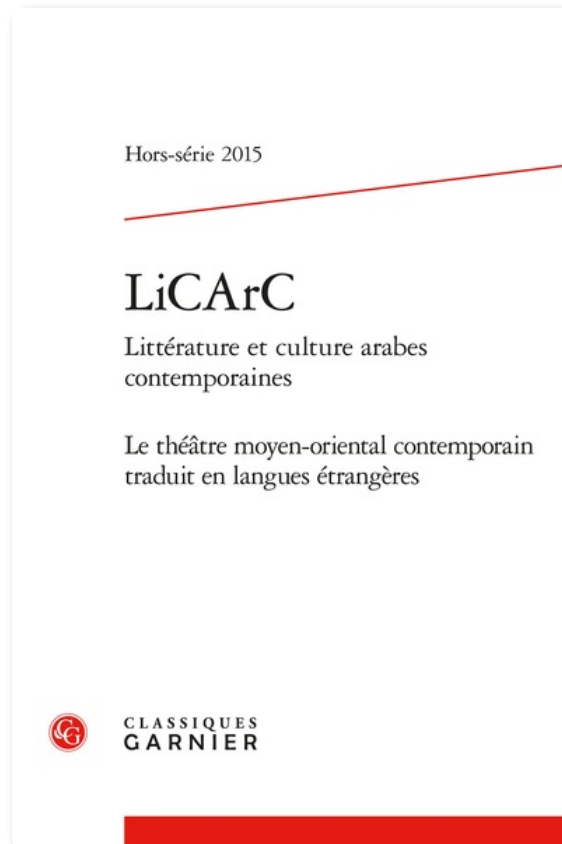 Hors-série 2015
LiCArC
Littérature et culture arabes
contemporaines
Le théâtre moyen-oriental contemporain
traduit en langues étrangères
CG
CLASSIQUES
GARNIER